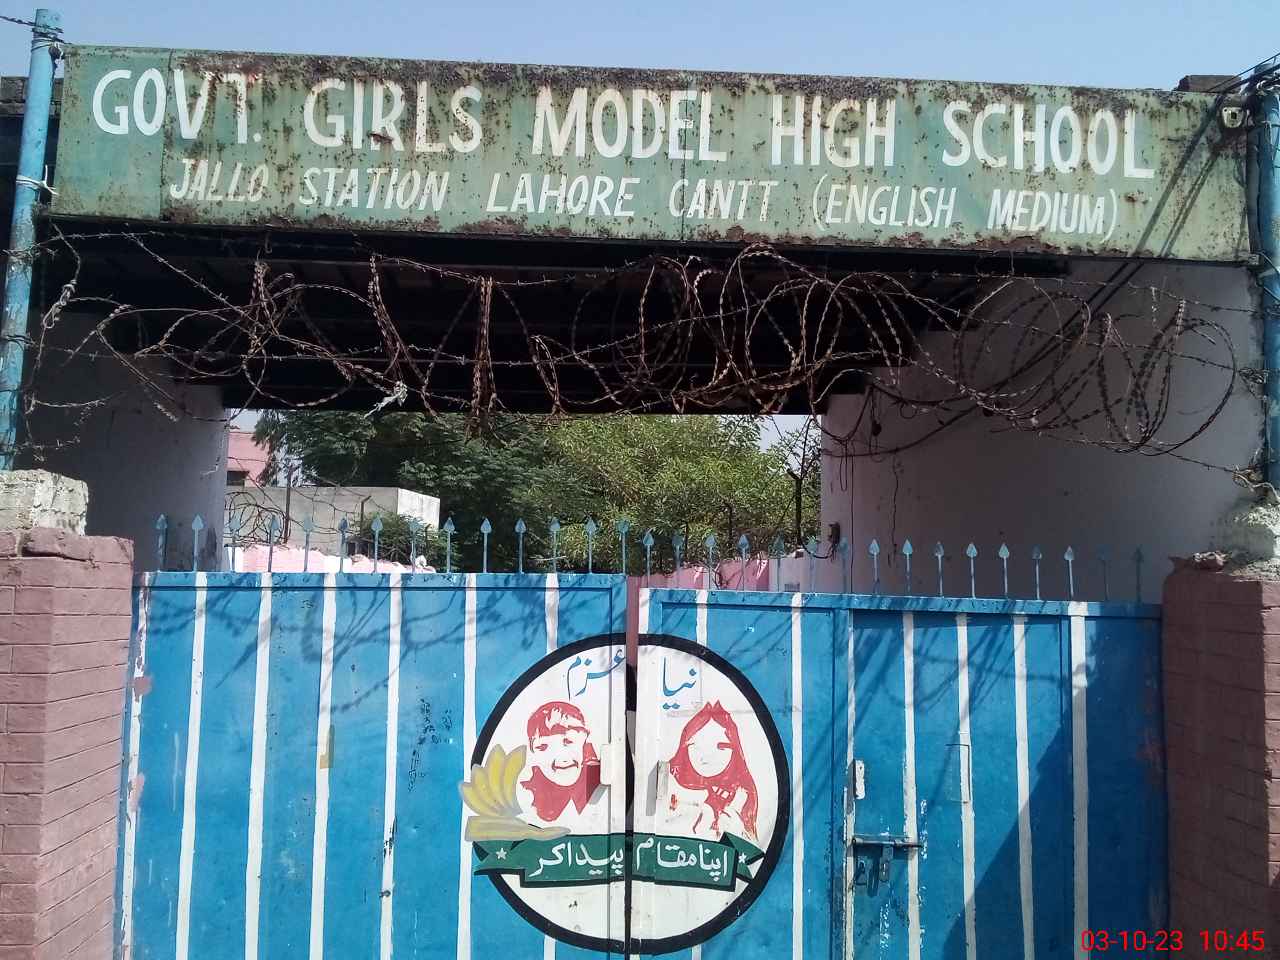 GOVT. GIRLS MODEL HIGH SCHOOL
JALLO STATION LAHORE CANTT (ENGLISH MEDIUM)
نیا عزم
اپنا مقام پیدا کر
03-10-23 10:45